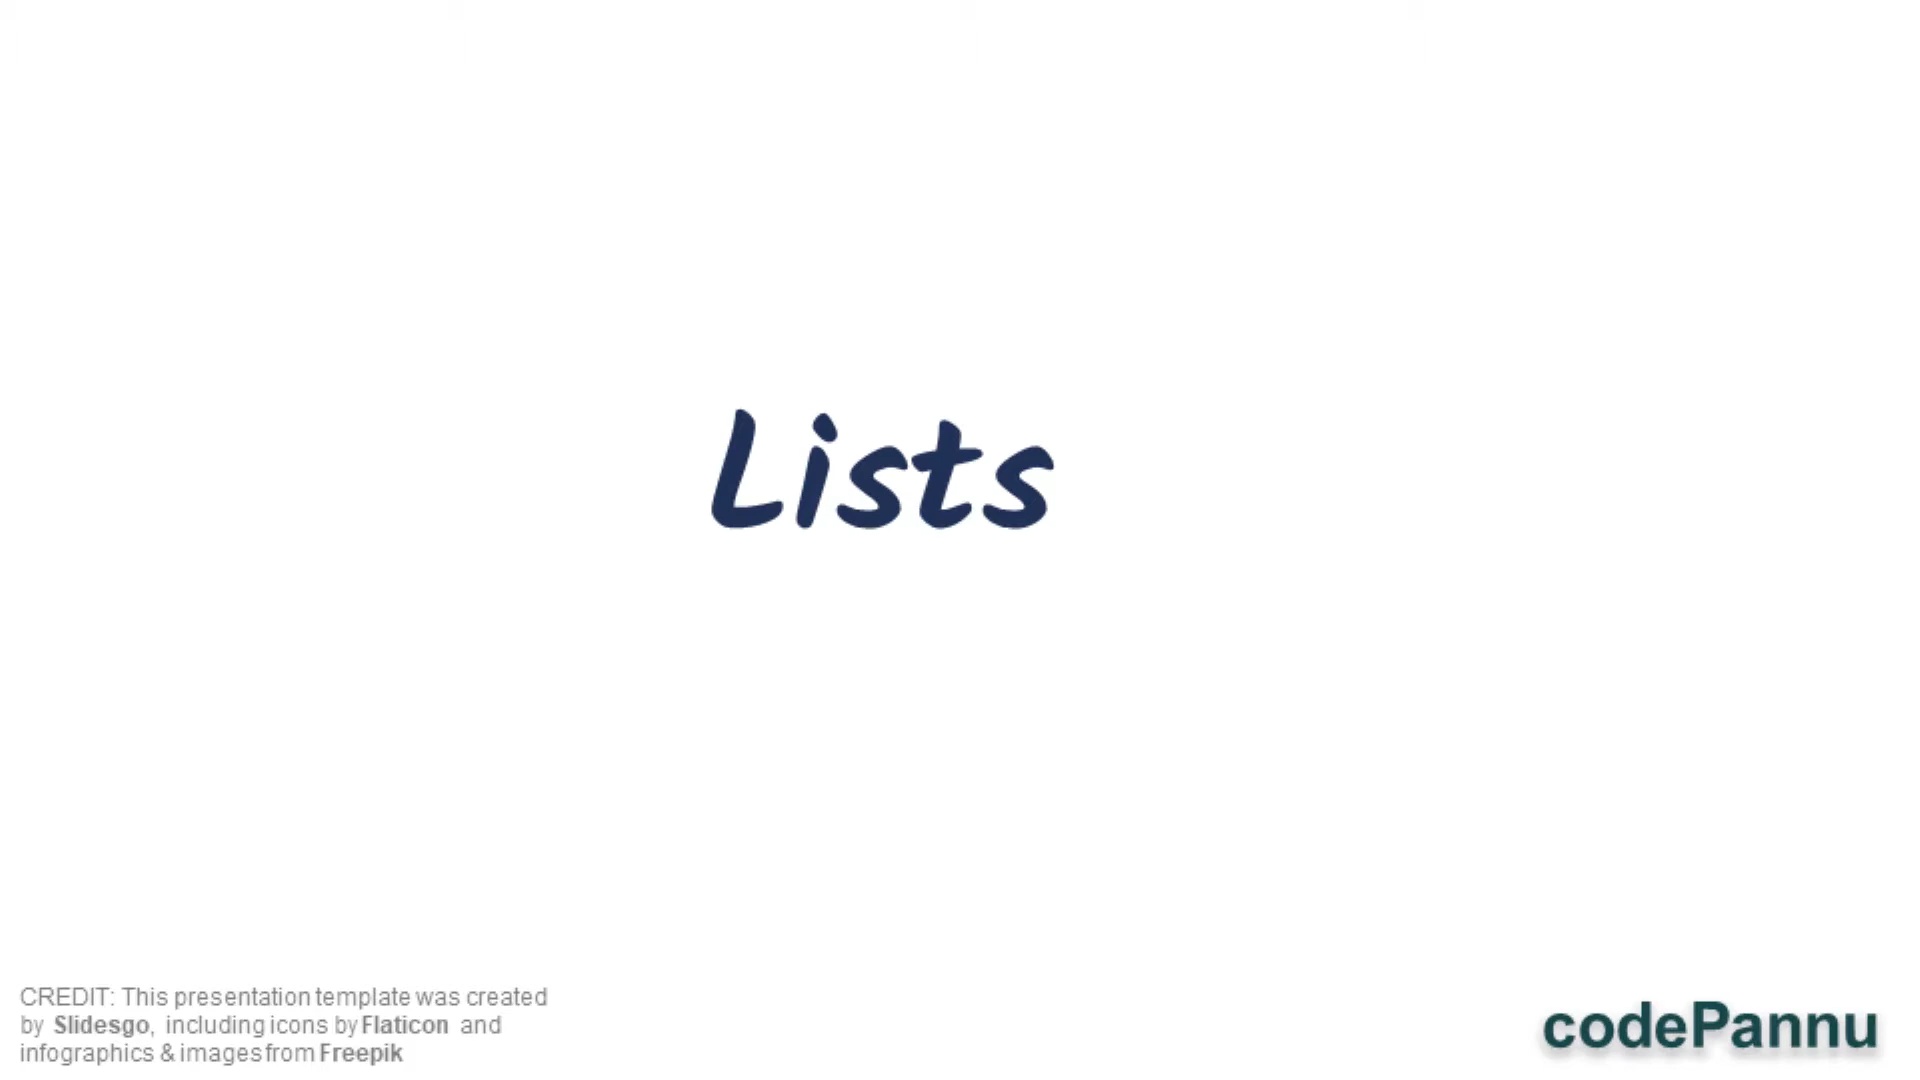 Lists
CREDIT: This presentation template was created
by Slidesgo, including icons by Flaticon and
infographics & images from Freepik
codePannu